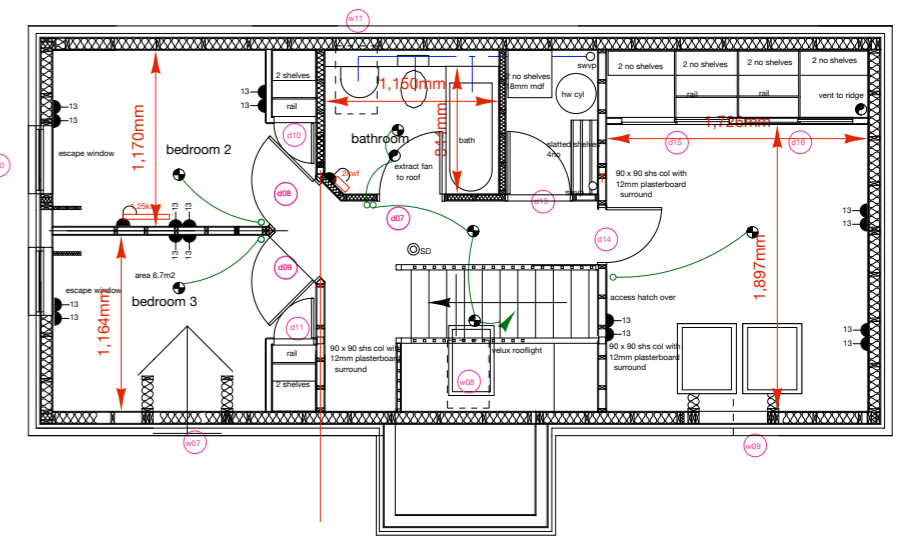 w11
2 shelves
rail
d10
13
13
13
13
escape window
1,170mm
bedroom 2
d08
1,150mm
bathroom
bath
extract fan
to roof
2kwf
d07
swvp
2 no shelves
18mm mdf
hw cyl
slatted shelves
4no
swvp
d13
2 no shelves
2 no shelves
2 no shelves
2 no shelves
rail
rail
vent to ridge
1,726mm
d15
d16
90 x 90 shs col with
12mm plasterboard
surround
13
13
d14
13
13
13
13
SD
d09
area 6.7m2
escape window
bedroom 3
1,164mm
13
13
d11
rail
2 shelves
90 x 90 shs col with
12mm plasterboard
surround
velux rooflight
w08
access hatch over
13
13
90 x 90 shs col with
12mm plasterboard
surround
1,897mm
13
13
w07
w09